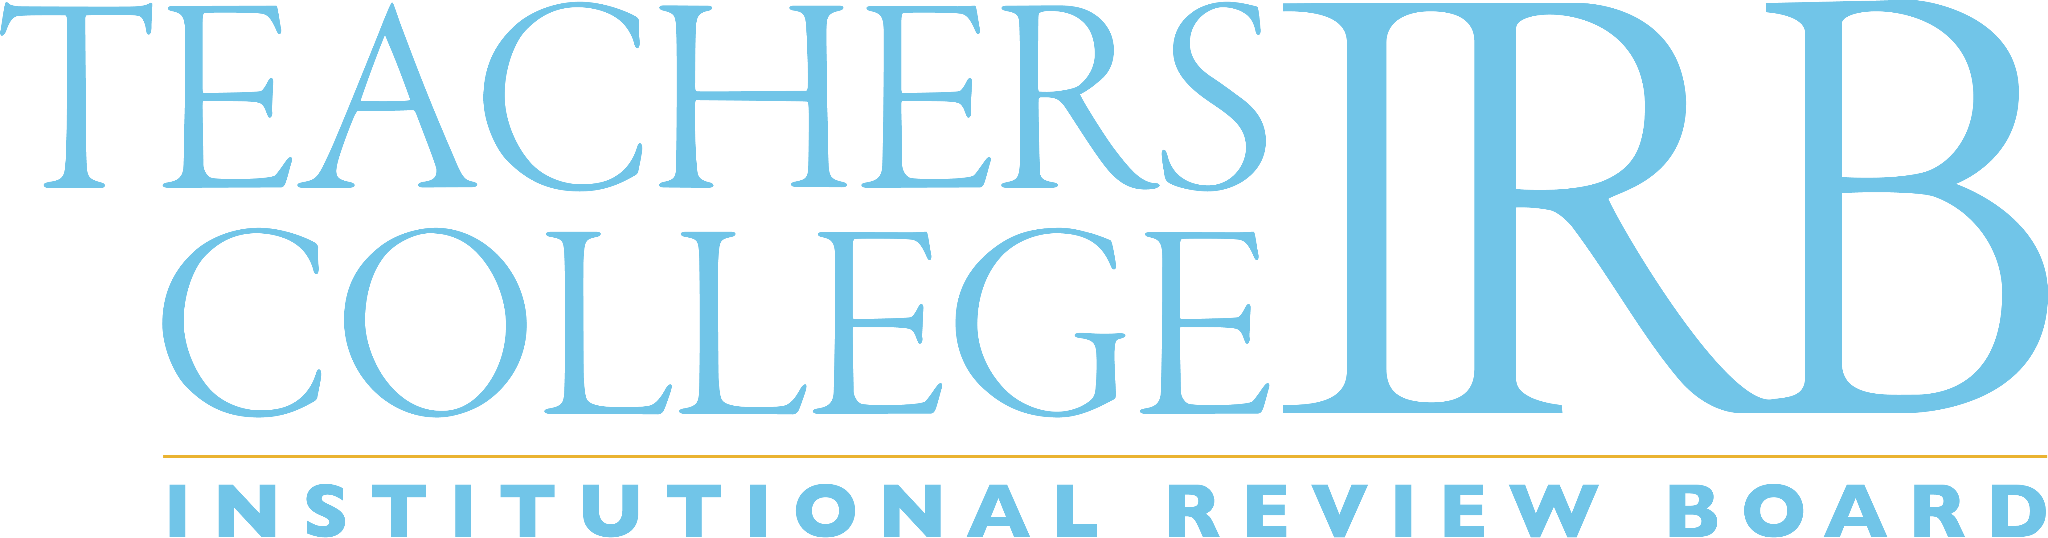 TEACHERS
COLLEGE
IRB
INSTITUTIONAL REVIEW BOARD